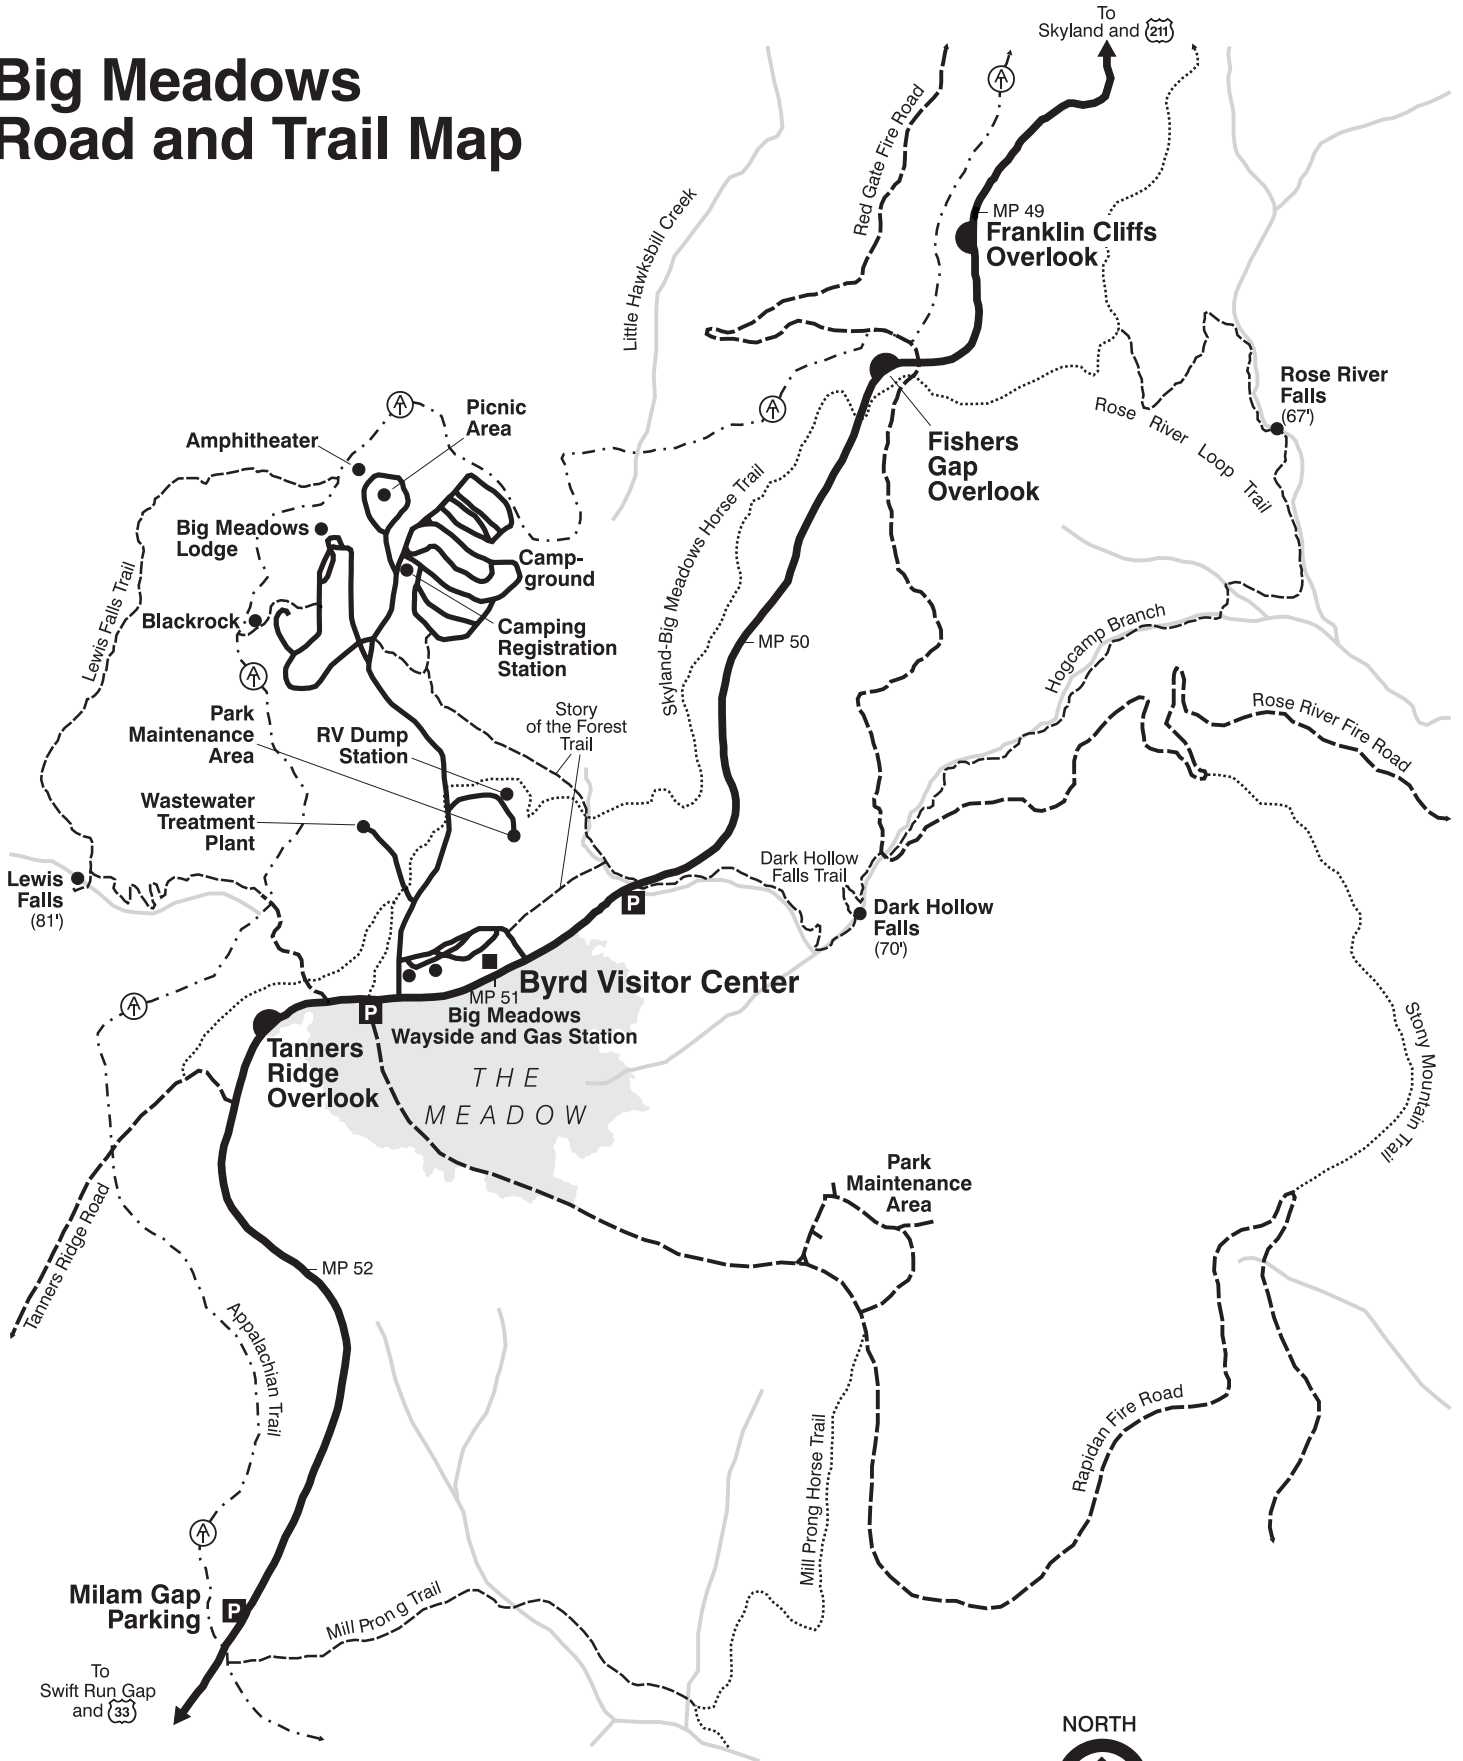 Big Meadows
Road and Trail Map
To
Skyland and 211
Red Gate Fire Road
MP 49
Franklin Cliffs
Overlook
Little Hawksbill Creek
Rose River
Falls
(67')
Rose River Loop Trail
Fishers
Gap
Overlook
Picnic
Area
Amphitheater
Big Meadows
Lodge
Camp-
ground
Skyland-Big Meadows Horse Trail
Lewis Falls Trail
Blackrock
Camping
Registration
Station
MP 50
Hogcamp Branch
Rose River Fire Road
Story
of the Forest
Trail
Park
Maintenance
Area
RV Dump
Station
Wastewater
Treatment
Plant
Lewis
Falls
(81')
Dark Hollow
Falls Trail
P
Dark Hollow
Falls
(70')
Byrd Visitor Center
MP 51
P
Big Meadows
Wayside and Gas Station
Tanners
Ridge
Overlook
THE
MEADOW
Stony Mountain Trail
Park
Maintenance
Area
Tanners Ridge Road
MP 52
Appalachian Trail
Mill Prong Horse Trail
Rapidan Fire Road
Milam Gap
Parking
P
Mill Pron g Trail
To
Swift Run Gap
and 33
NORTH